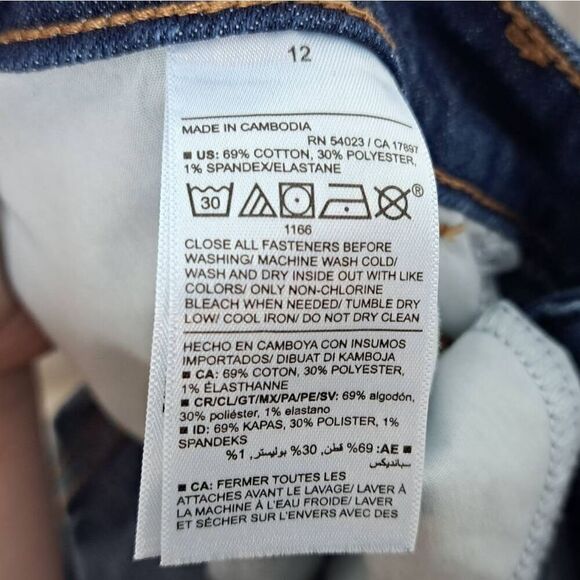 12
MADE IN CAMBODIA
RN 54023 / CA 17897
■ US: 69% COTTON, 30% POLYESTER,
1% SPANDEX/ELASTANE
30 ®
1166
CLOSE ALL FASTENERS BEFORE
WASHING/ MACHINE WASH COLD/
WASH AND DRY INSIDE OUT WITH LIKE
COLORS/ ONLY NON-CHLORINE
BLEACH WHEN NEEDED/ TUMBLE DRY
LOW/ COOL IRON/ DO NOT DRY CLEAN
HECHO EN CAMBOYA CON INSUMOS
IMPORTADOS/ DIBUAT DI KAMBOJA
■ CA: 69% COTON, 30% POLYESTER,
1% ÉLASTHANNE
■ CR/CL/GT/MX/PA/PE/SV: 69% algodón,
30% poliéster, 1% elastano
■ ID: 69% KAPAS, 30% POLISTER, 1%
SPANDEKS
■ AE: 69% قطن, 30% بوليستر, 1%
سبانديكس
■ CA: FERMER TOUTES LES
ATTACHES AVANT LE LAVAGE/ LAVER
À LA MACHINE À L'EAU FROIDE/ LAVER
ET SÉCHER SUR L'ENVERS AVEC DES